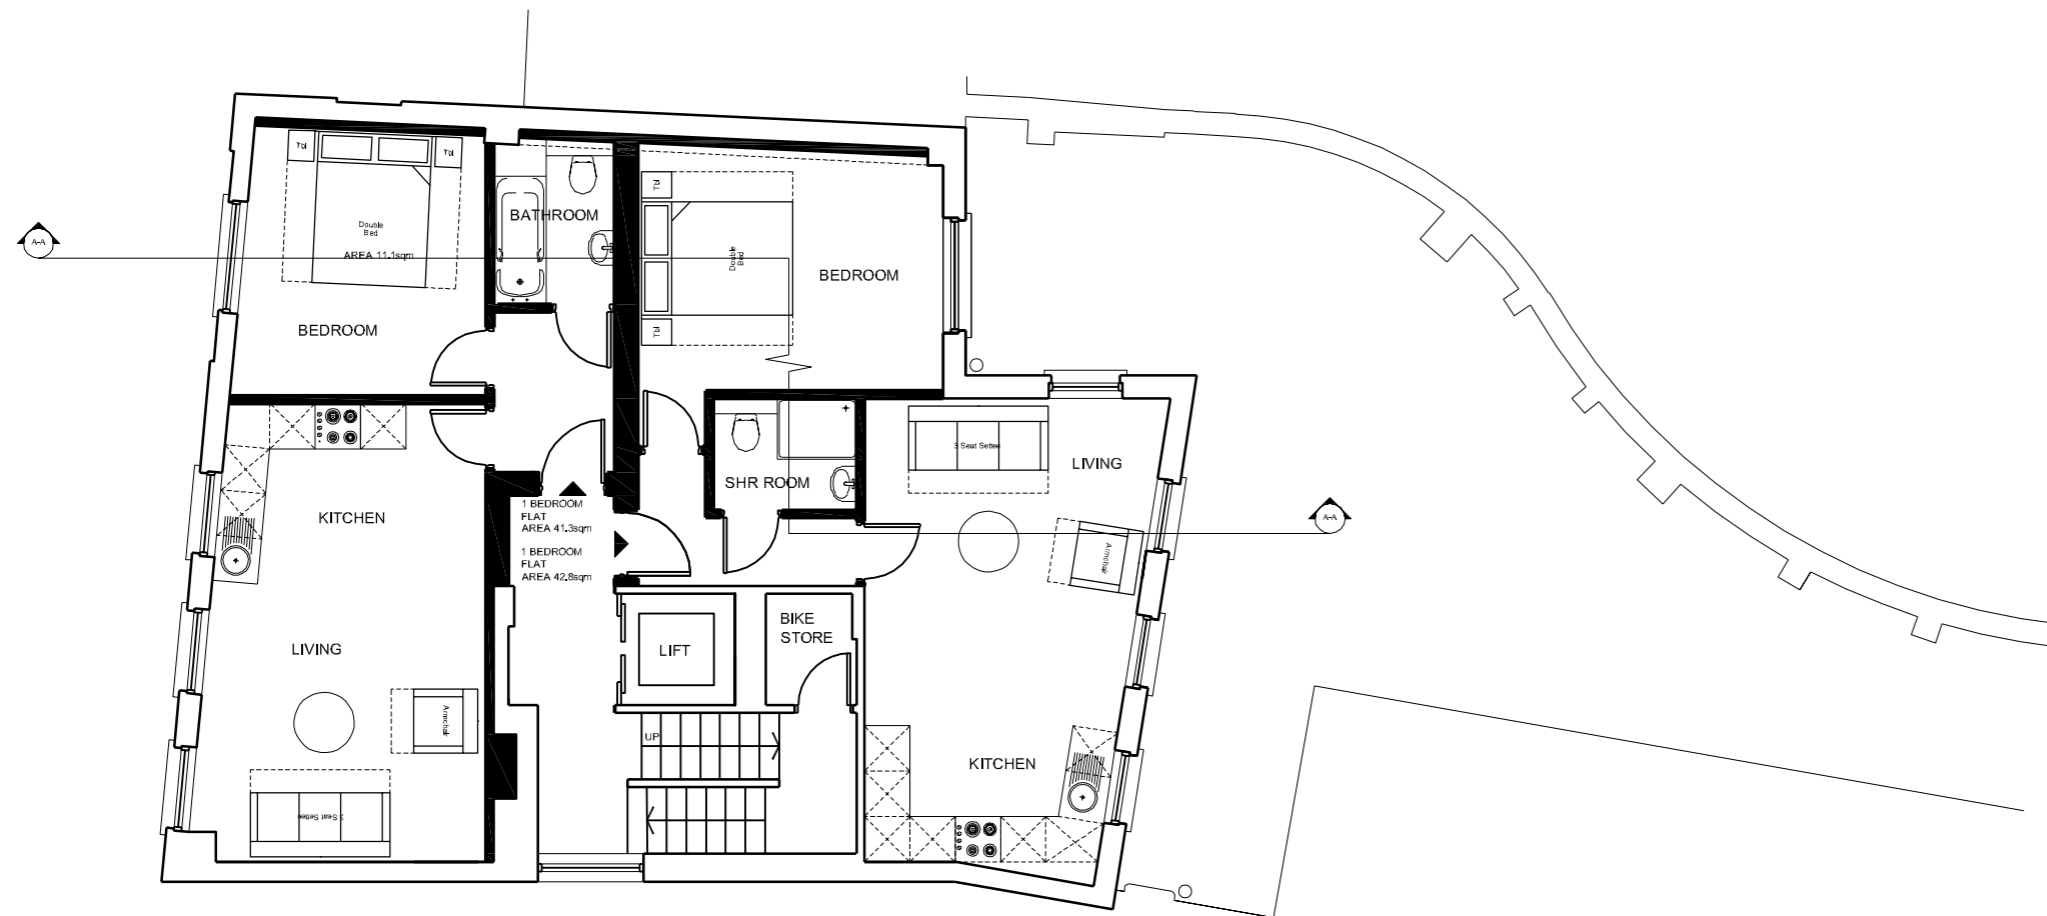 Tbl
Tbl
Double
Bed
AREA 11.1sqm
BEDROOM
BATHROOM
Tbl
Double
Bed
Tbl
BEDROOM
A-A
A-A
KITCHEN
LIVING
Armchair
3 Seat Settee
1 BEDROOM
FLAT
AREA 41.3sqm
1 BEDROOM
FLAT
AREA 42.8sqm
SHR ROOM
3 Seat Settee
LIVING
Armchair
LIFT
BIKE
STORE
UP
KITCHEN